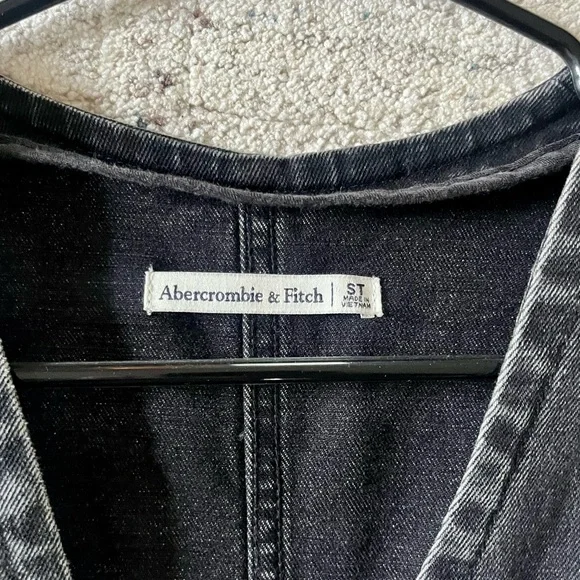 Abercrombie & Fitch
ST
MADE IN
VIETNAM